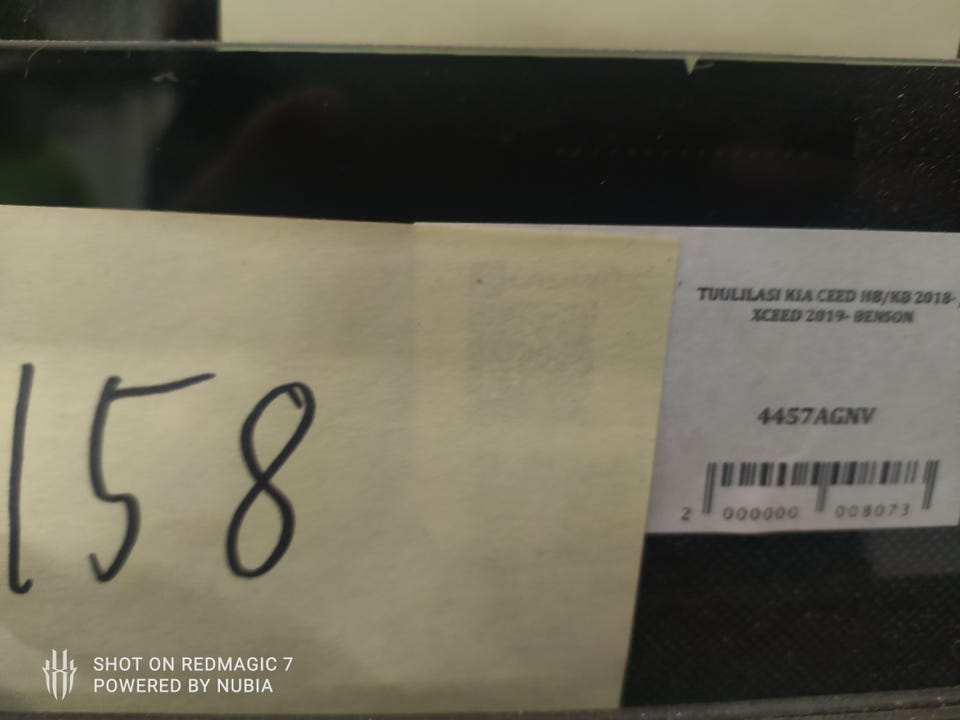 158
TUULILASI KIA CEED HB/KB 2018-,
XCEED 2019- BENSON
4457AGNV
2 000000 008073
SHOT ON REDMAGIC 7
POWERED BY NUBIA